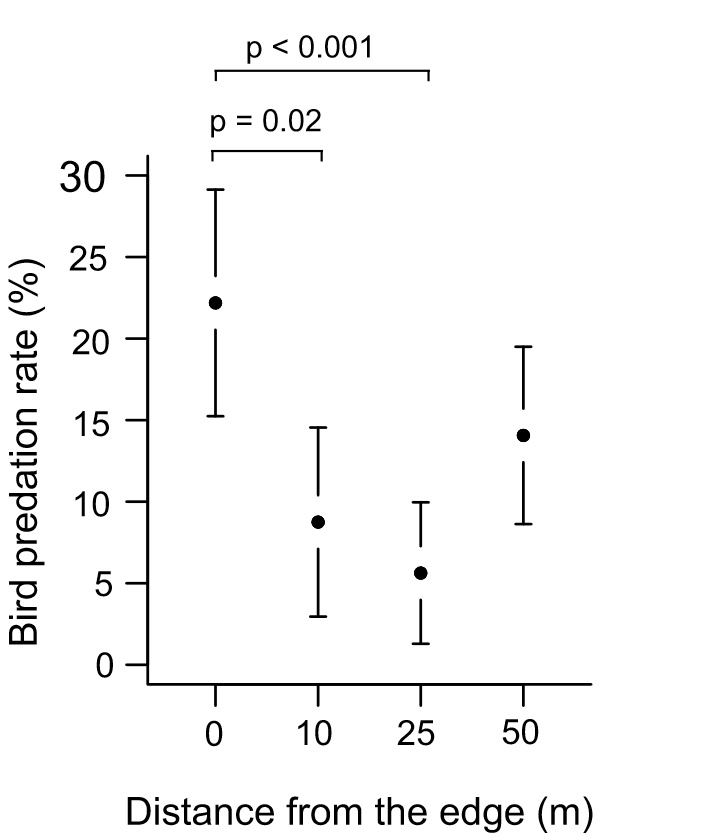 p < 0.001
p = 0.02
30
25
20
15
10
5
0
Bird predation rate (%)
0 10 25 50
Distance from the edge (m)